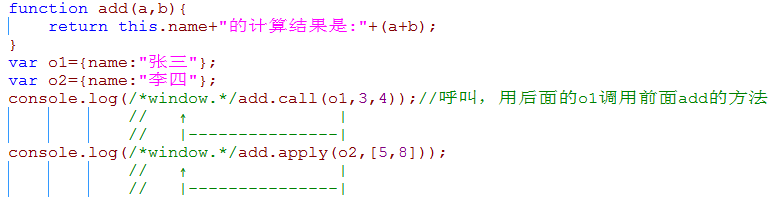 function add(a,b){
    return this.name+"的计算结果是:"+(a+b);
}
var o1={name:"张三"};
var o2={name:"李四"};
console.log(/*window.*/add.call(o1,3,4));//呼叫，用后面的o1调用前面add的方法
            //   ↑               |
            //   |---------------|
console.log(/*window.*/add.apply(o2,[5,8]));
            //   ↑               |
            //   |---------------|